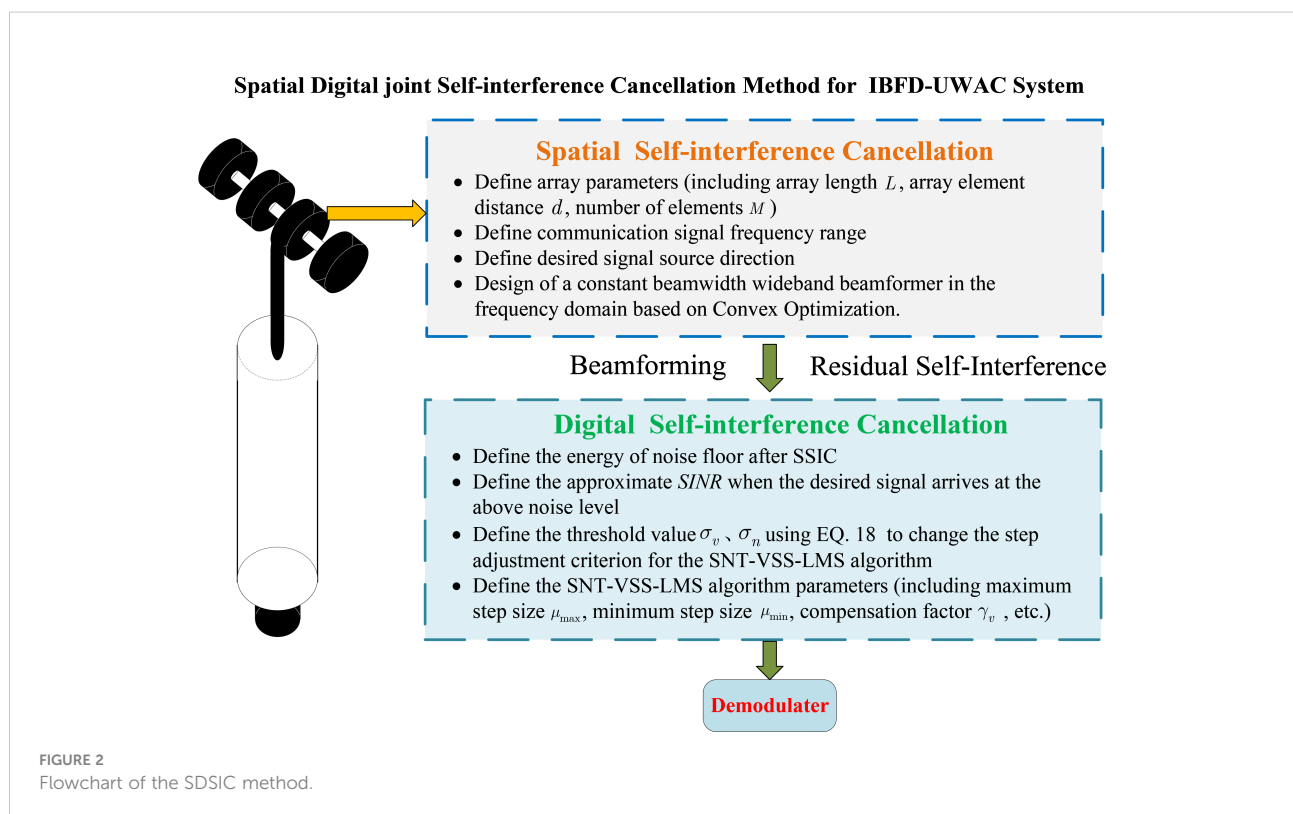 Spatial Digital joint Self-interference Cancellation Method for IBFD-UWAC System
Spatial Self-interference Cancellation
• Define array parameters (including array length L, array element
distance d, number of elements M )
• Define communication signal frequency range
• Define desired signal source direction
• Design of a constant beamwidth wideband beamformer in the
frequency domain based on Convex Optimization.
Beamforming
Residual Self-Interference
Digital Self-interference Cancellation
• Define the energy of noise floor after SSIC
• Define the approximate SINR when the desired signal arrives at the
above noise level
• Define the threshold value σ_v、σ_n using EQ. 18 to change the step
adjustment criterion for the SNT-VSS-LMS algorithm
• Define the SNT-VSS-LMS algorithm parameters (including maximum
step size μ_max, minimum step size μ_min, compensation factor γ_v , etc.)
Demodulater
FIGURE 2
Flowchart of the SDSIC method.